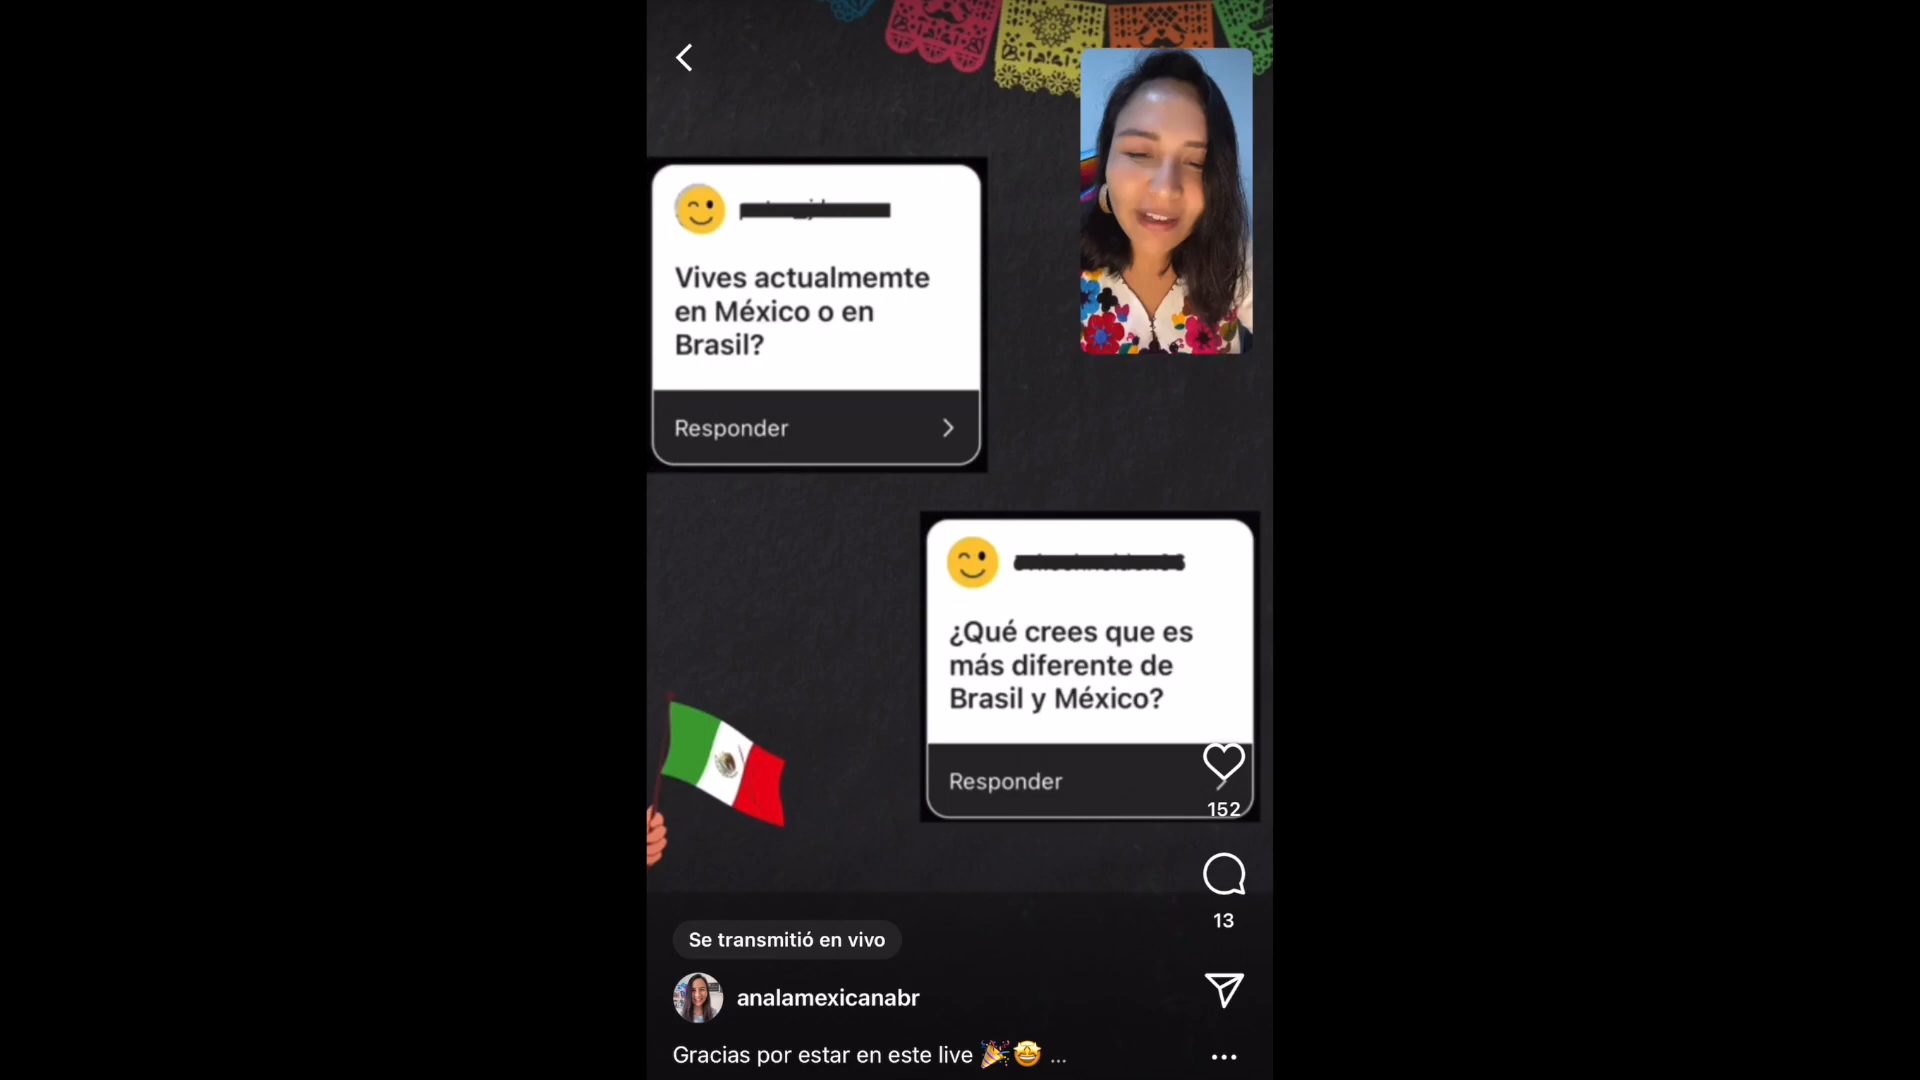 Vives actualmemte
en México o en
Brasil?
Responder
¿Qué crees que es
más diferente de
Brasil y México?
Responder
152
13
Se transmitió en vivo
analamexicanabr
Gracias por estar en este live 🎉🤩 ...